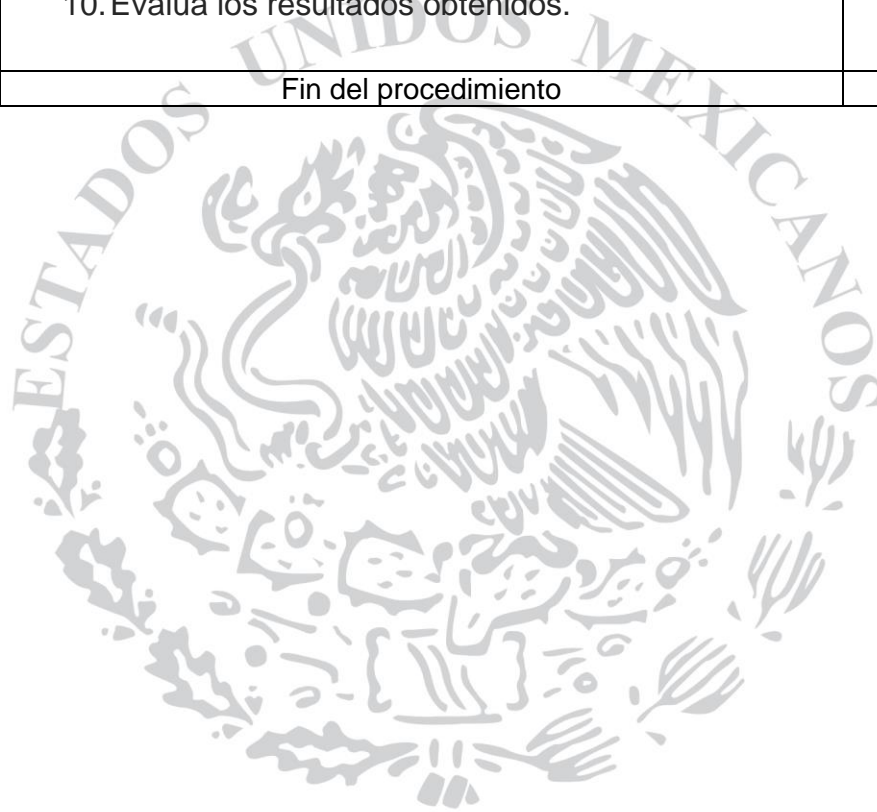 10. Evalúa los resultados obtenidos.
Fin del procedimiento
ESTADOS UNIDOS MEXICANOS